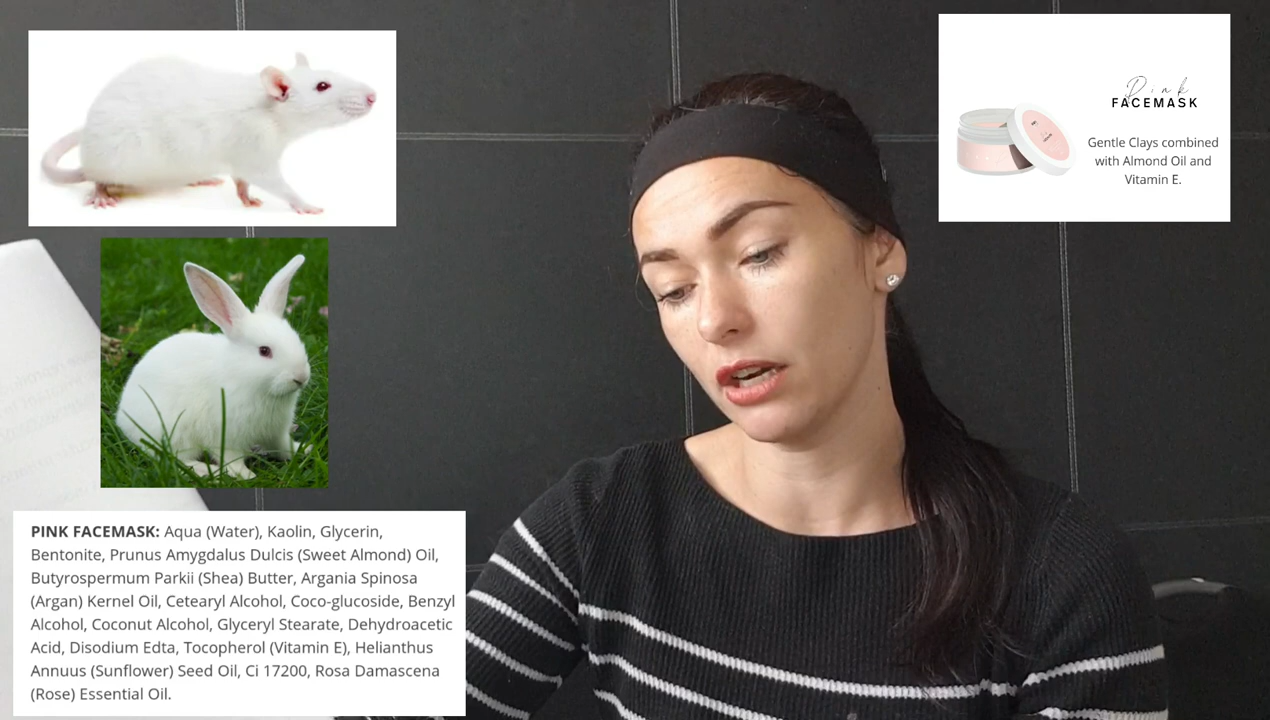 Pink
FACEMASK
Gentle Clays combined
with Almond Oil and
Vitamin E.
PINK FACEMASK: Aqua (Water), Kaolin, Glycerin,
Bentonite, Prunus Amygdalus Dulcis (Sweet Almond) Oil,
Butyrospermum Parkii (Shea) Butter, Argania Spinosa
(Argan) Kernel Oil, Cetearyl Alcohol, Coco-glucoside, Benzyl
Alcohol, Coconut Alcohol, Glyceryl Stearate, Dehydroacetic
Acid, Disodium Edta, Tocopherol (Vitamin E), Helianthus
Annuus (Sunflower) Seed Oil, Ci 17200, Rosa Damascena
(Rose) Essential Oil.